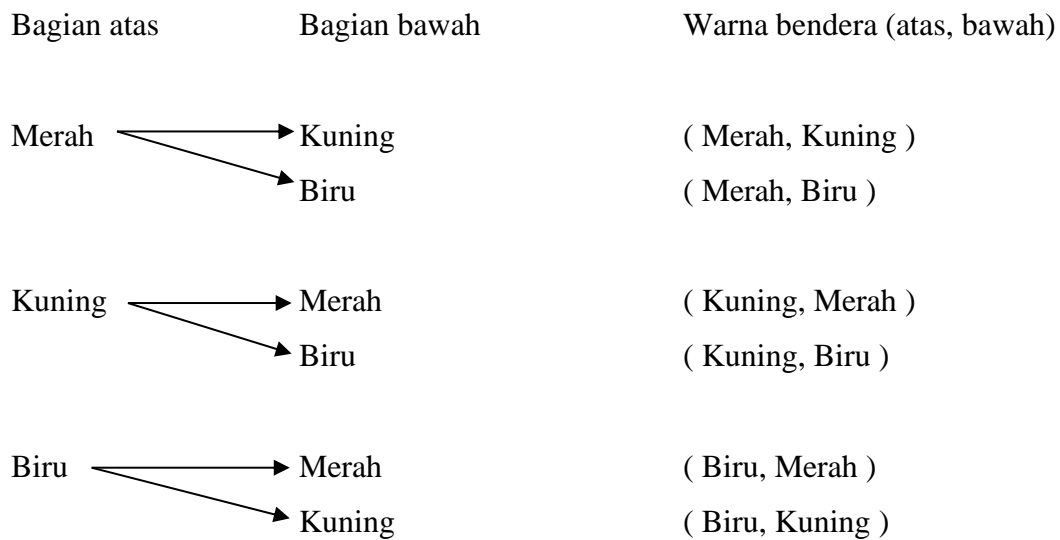 Bagian atas Bagian bawah Warna bendera (atas, bawah)
Merah Kuning ( Merah, Kuning )
Biru ( Merah, Biru )
Kuning Merah ( Kuning, Merah )
Biru ( Kuning, Biru )
Biru Merah ( Biru, Merah )
Kuning ( Biru, Kuning )